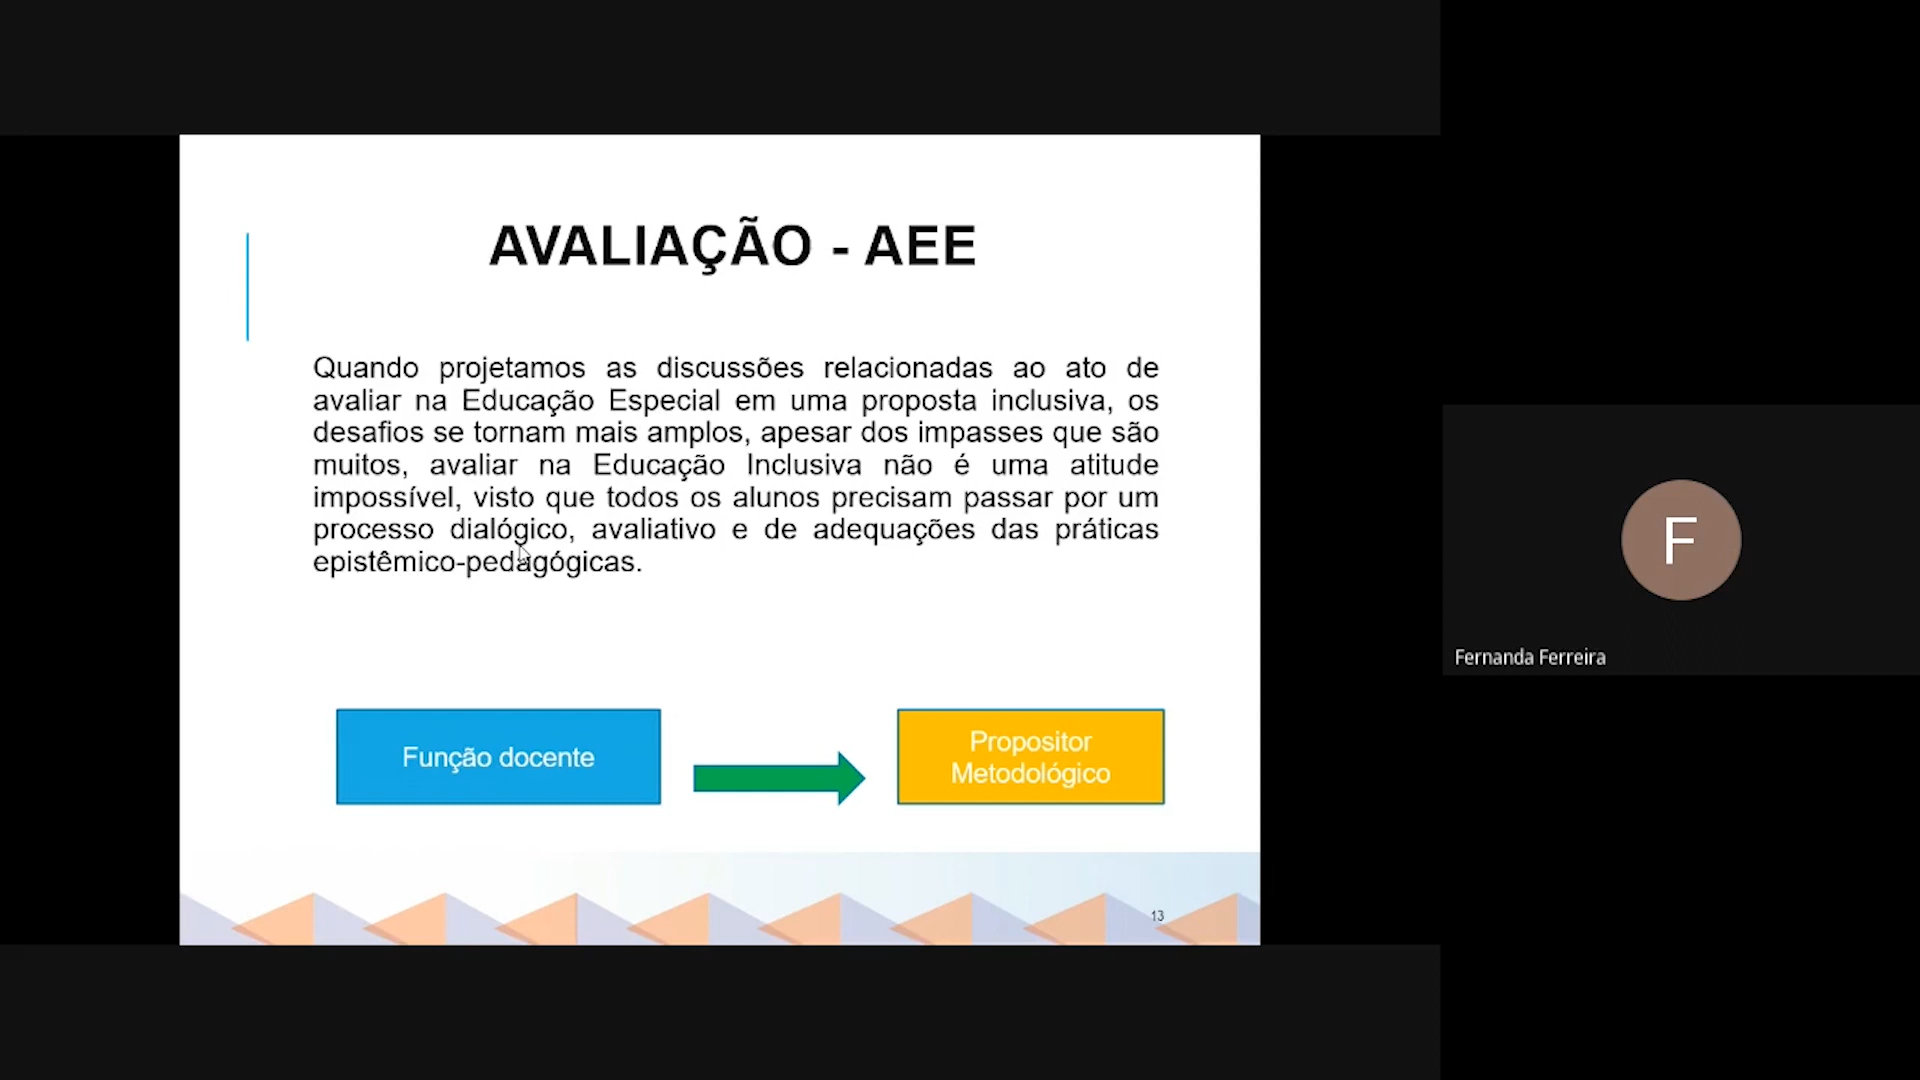 AVALIAÇÃO - AEE
Quando projetamos as discussões relacionadas ao ato de
avaliar na Educação Especial em uma proposta inclusiva, os
desafios se tornam mais amplos, apesar dos impasses que são
muitos, avaliar na Educação Inclusiva não é uma atitude
impossível, visto que todos os alunos precisam passar por um
processo dialógico, avaliativo e de adequações das práticas
epistêmico-pedagógicas.
Função docente
Propositor
Metodológico
13
F
Fernanda Ferreira